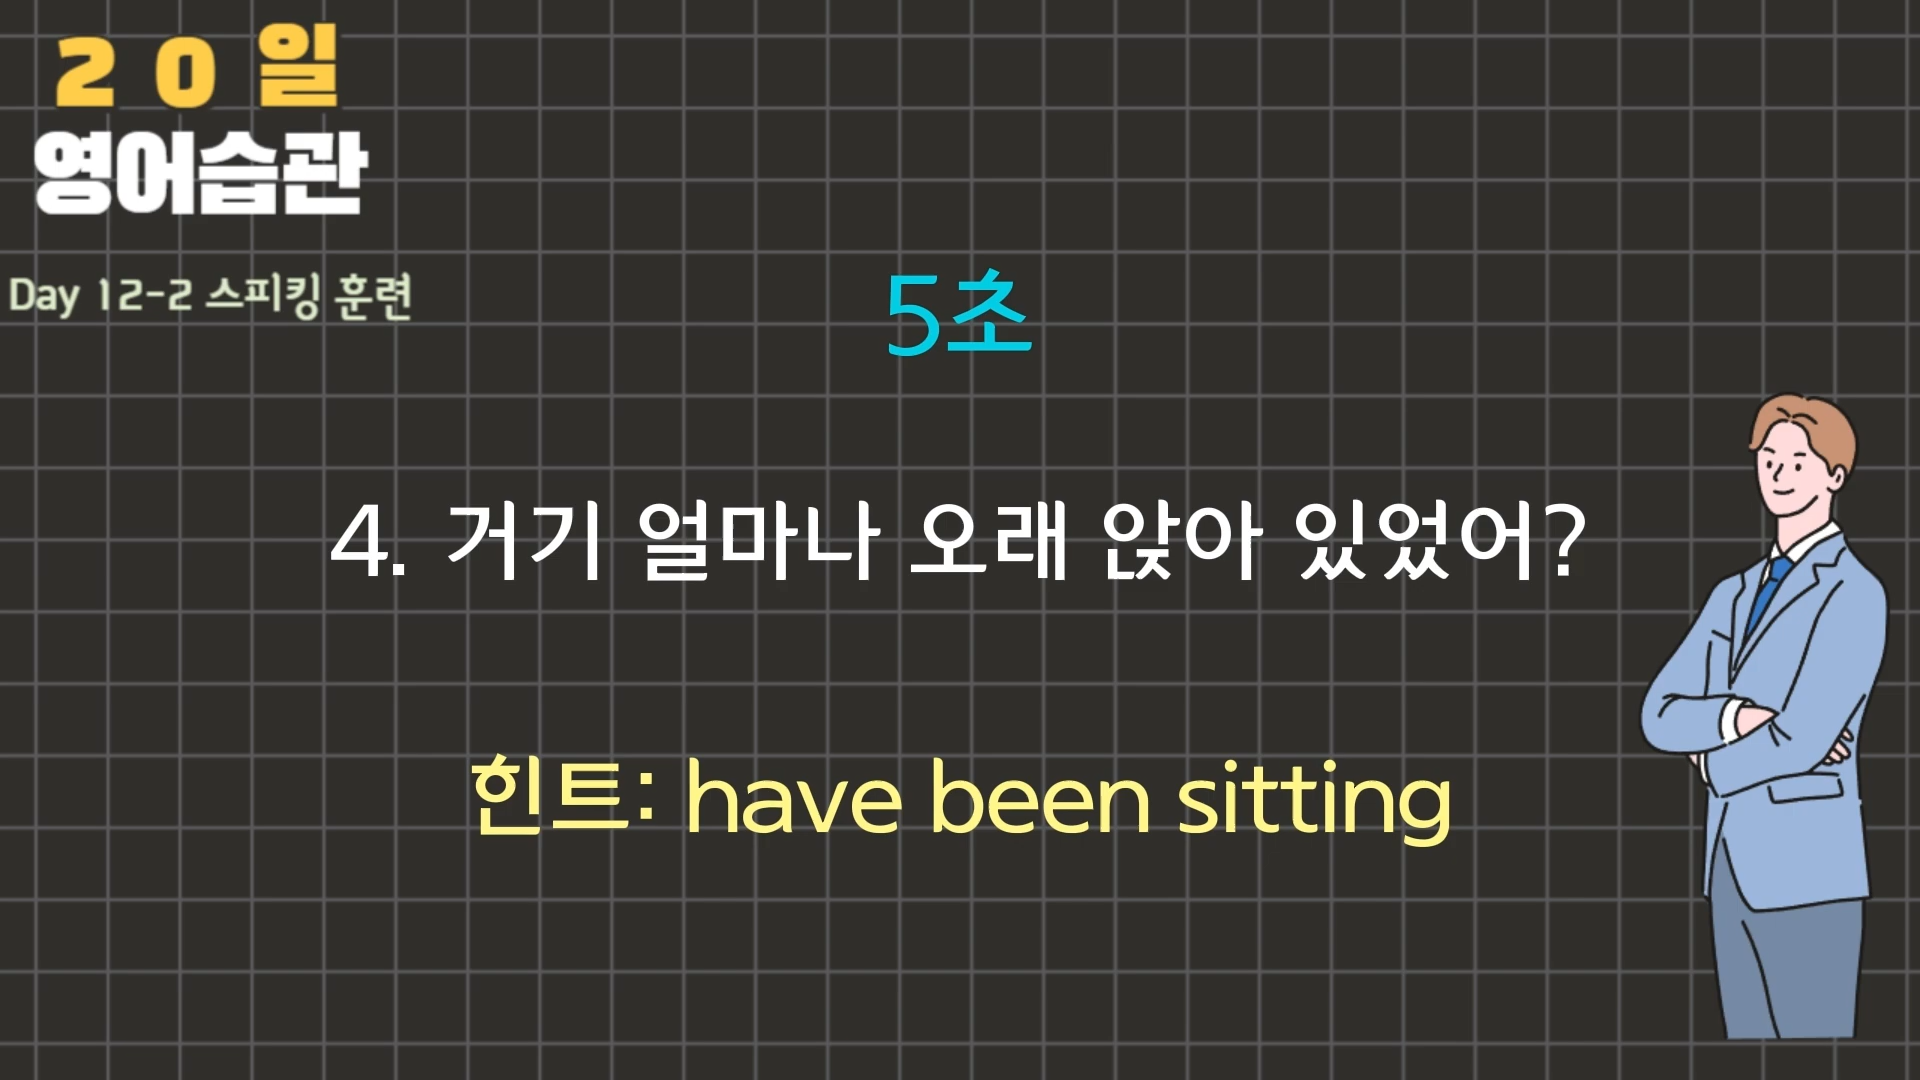 20일
영어습관
Day 12-2 스피킹 훈련
5초
4. 거기 얼마나 오래 앉아 있었어?
힌트: have been sitting